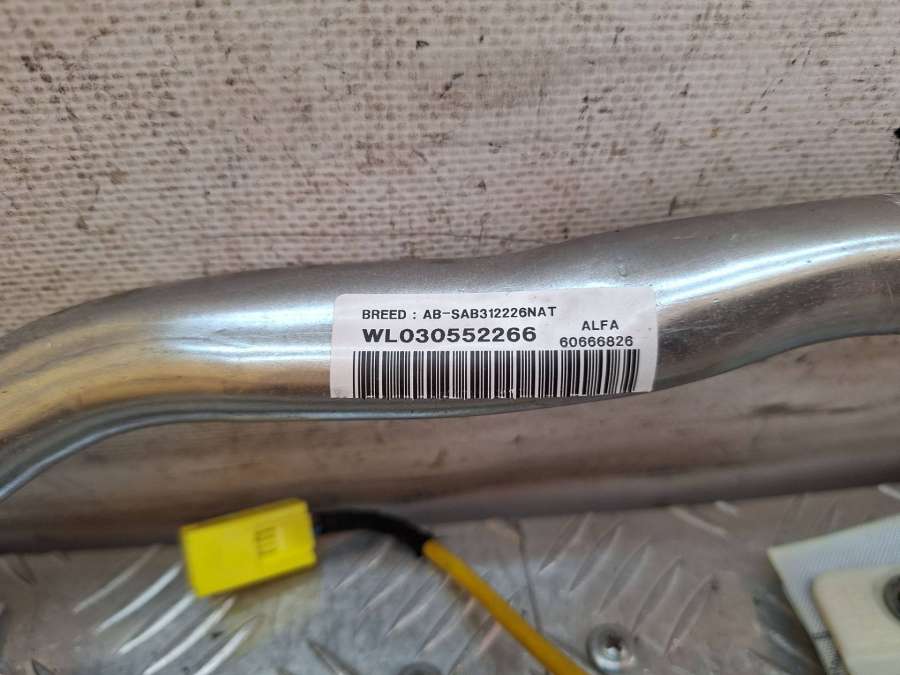 BREED : AB-SAB312226NAT
WL030552266
ALFA
60666826